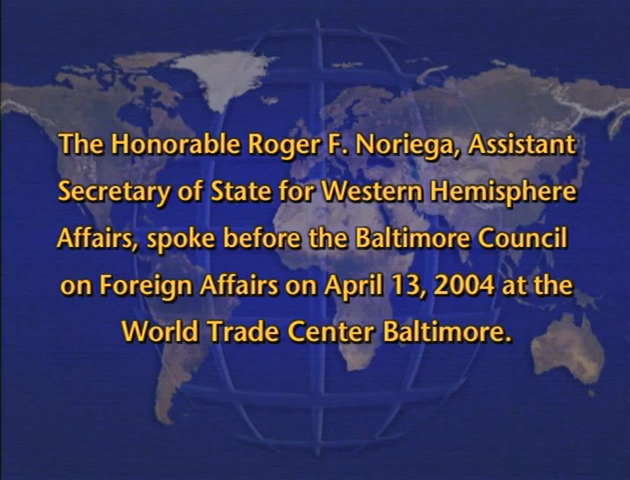 The Honorable Roger F. Noriega, Assistant
Secretary of State for Western Hemisphere
Affairs, spoke before the Baltimore Council
on Foreign Affairs on April 13, 2004 at the
World Trade Center Baltimore.